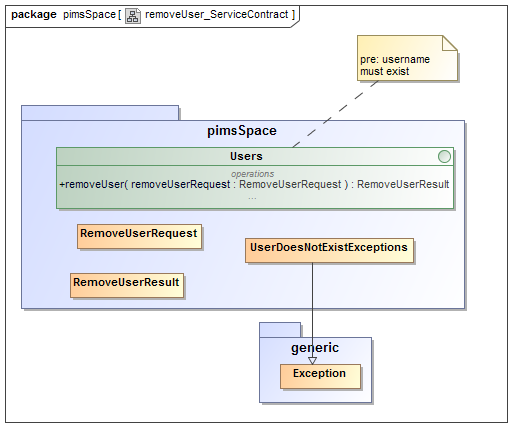 package pimsSpace [ removeUser_ServiceContract ]
pre: username
must exist
pimsSpace
Users
operations
+removeUser( removeUserRequest : RemoveUserRequest ) : RemoveUserResult
...
RemoveUserRequest
UserDoesNotExistExceptions
RemoveUserResult
generic
Exception